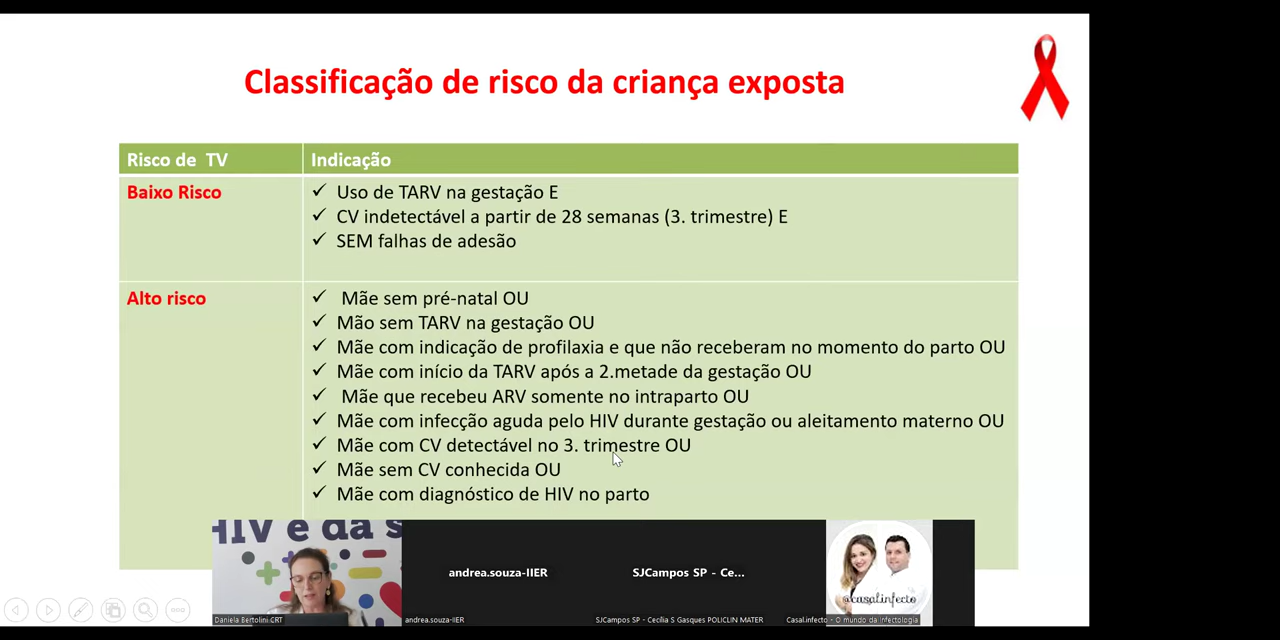 Classificação de risco da criança exposta
Risco de TV
Indicação
Baixo Risco
✓ Uso de TARV na gestação E
✓ CV indetectável a partir de 28 semanas (3. trimestre) E
✓ SEM falhas de adesão
Alto risco
✓ Mãe sem pré-natal OU
✓ Mão sem TARV na gestação OU
✓ Mãe com indicação de profilaxia e que não receberam no momento do parto OU
✓ Mãe com início da TARV após a 2.metade da gestação OU
✓ Mãe que recebeu ARV somente no intraparto OU
✓ Mãe com infecção aguda pelo HIV durante gestação ou aleitamento materno OU
✓ Mãe com CV detectável no 3. trimestre OU
✓ Mãe sem CV conhecida OU
✓ Mãe com diagnóstico de HIV no parto
HIV e da s
andrea.souza-IIER
SJCampos SP - Ce...
@casal.infecto
Daniela Bertolini CRT
andrea.souza-IIER
SJCampos SP - Cecília S Gasques POLICLIN MATER
Casal.infecto - O mundo da infectologia